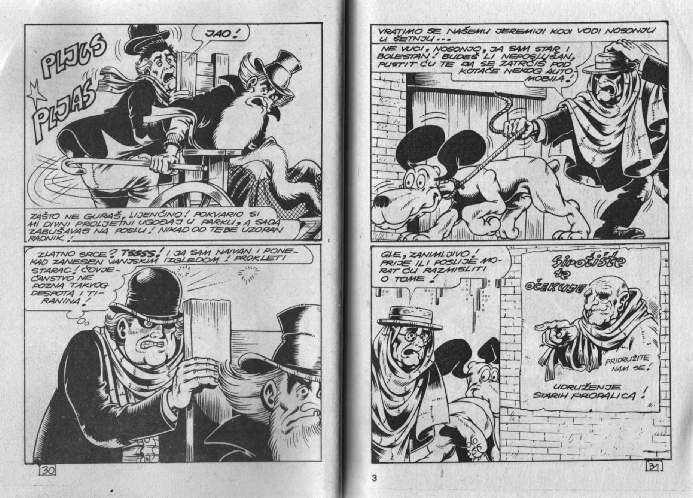 PLJUS
PLJAS
JAO!
ZAŠTO NE GURAŠ, LIJENČINO! POKVARIO SI
MI DIVNI PROLJETNI UGOĐAJ U PARKU, A SADA
ZABUŠAVAŠ NA POSLU! NIKAD OD TEBE UZORAN
RADNIK!
ZLATNO SRCE? TSSSS! I JA SAM NAIVAN I PONE-
KAD ZANESEN VANJSKIM IZGLEDOM! PROKLETI
STARAC! ČOVJE-
ČANSTVO NE
POZNA TAKVOG
DESPOTA I TI-
RANINA!
30
VRATIMO SE NAŠEMU JEREMIJI KOJI VODI NOSONJU
U ŠETNJU...
NE VUCI, NOSONJO, JA SAM STAR I
BOLESTAN! BUDEŠ LI NEPOSLUŠAN,
PUSTIT ĆU TE DA SE ZATRČIŠ POD
KOTAČE NEKOG AUTO-
MOBILA!
GLE, ZANIMLJIVO!
PRIJE ILI POSLIJE MO-
RAT ĆU RAZMISLITI
O TOME!
Sirotište
te
očekuje
PRIDRUŽITE
NAM SE!
UDRUŽENJE
STARIH PROPALICA!
3
31